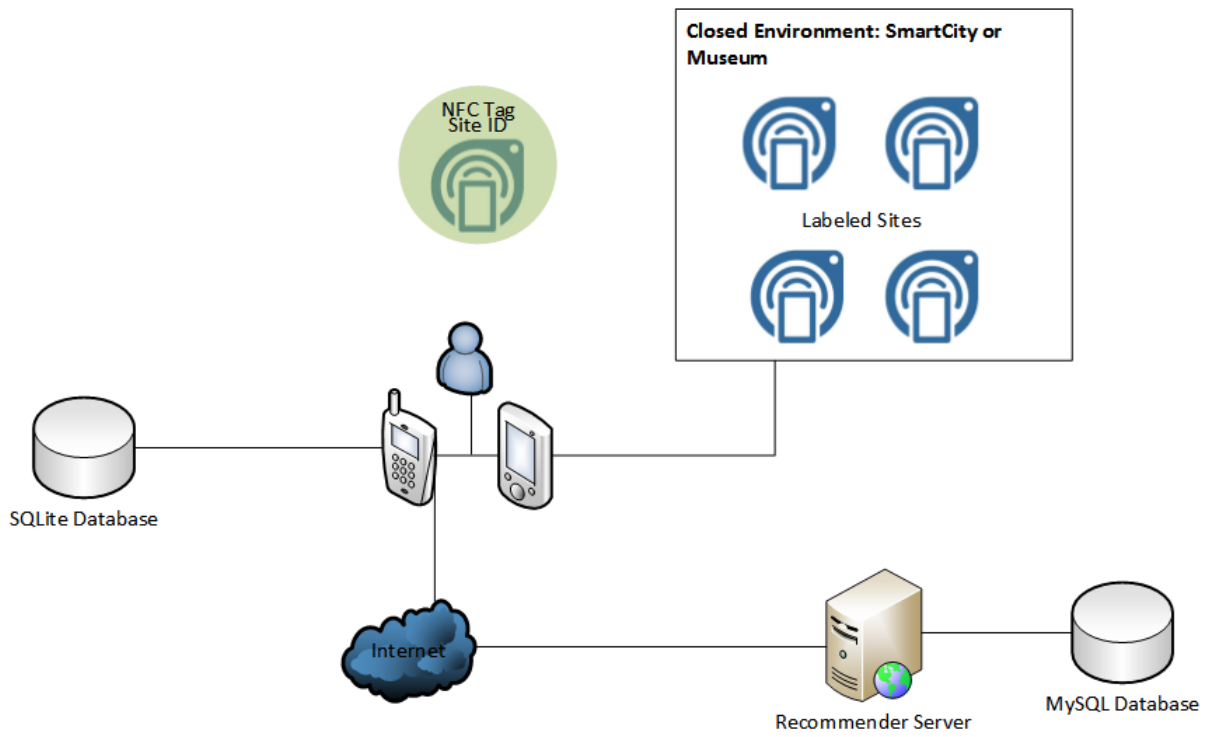 Closed Environment: SmartCity or
Museum
NFC Tag
Site ID
Labeled Sites
SQLite Database
Internet
MySQL Database
Recommender Server